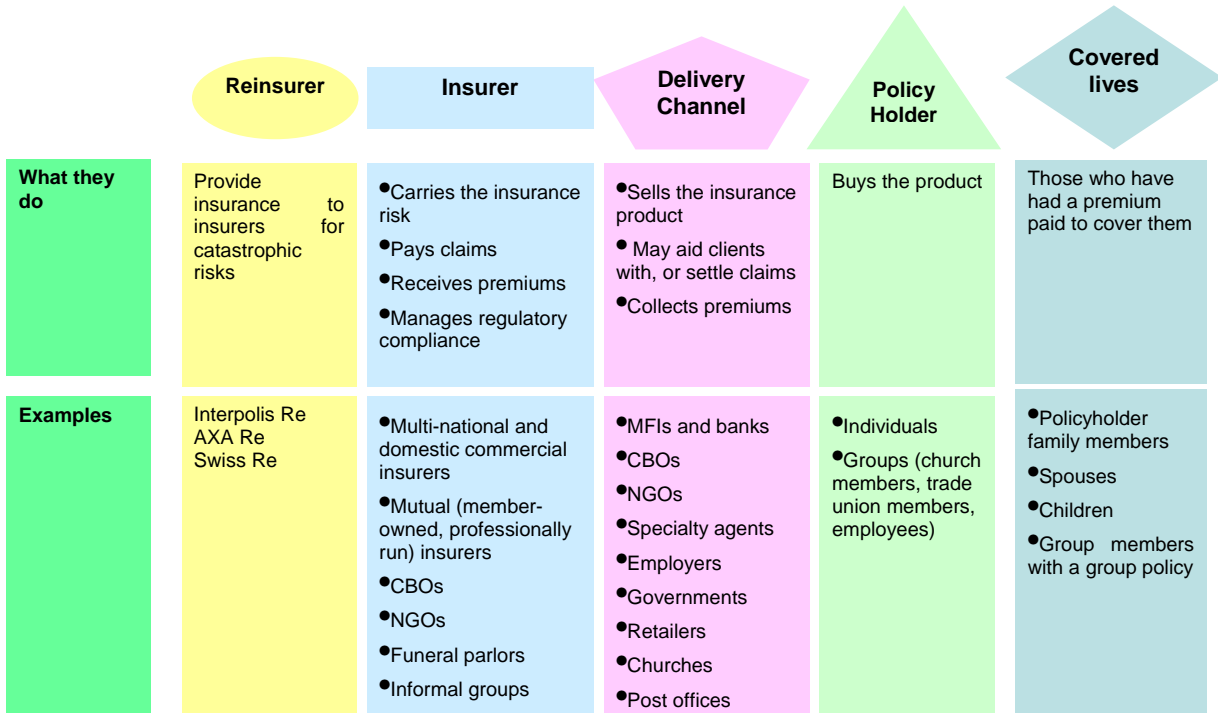 Reinsurer
Insurer
Delivery
Channel
Policy
Holder
Covered
lives
What they
do
Provide
insurance to
insurers for
catastrophic
risks
●Carries the insurance
risk
●Pays claims
●Receives premiums
●Manages regulatory
compliance
●Sells the insurance
product
● May aid clients
with, or settle claims
●Collects premiums
Buys the product
Those who have
had a premium
paid to cover them
Examples
Interpolis Re
AXA Re
Swiss Re
●Multi-national and
domestic commercial
insurers
●Mutual (member-
owned, professionally
run) insurers
●CBOs
●NGOs
●Funeral parlors
●Informal groups
●MFIs and banks
●CBOs
●NGOs
●Specialty agents
●Employers
●Governments
●Retailers
●Churches
●Post offices
●Individuals
●Groups (church
members, trade
union members,
employees)
●Policyholder
family members
●Spouses
●Children
●Group members
with a group policy